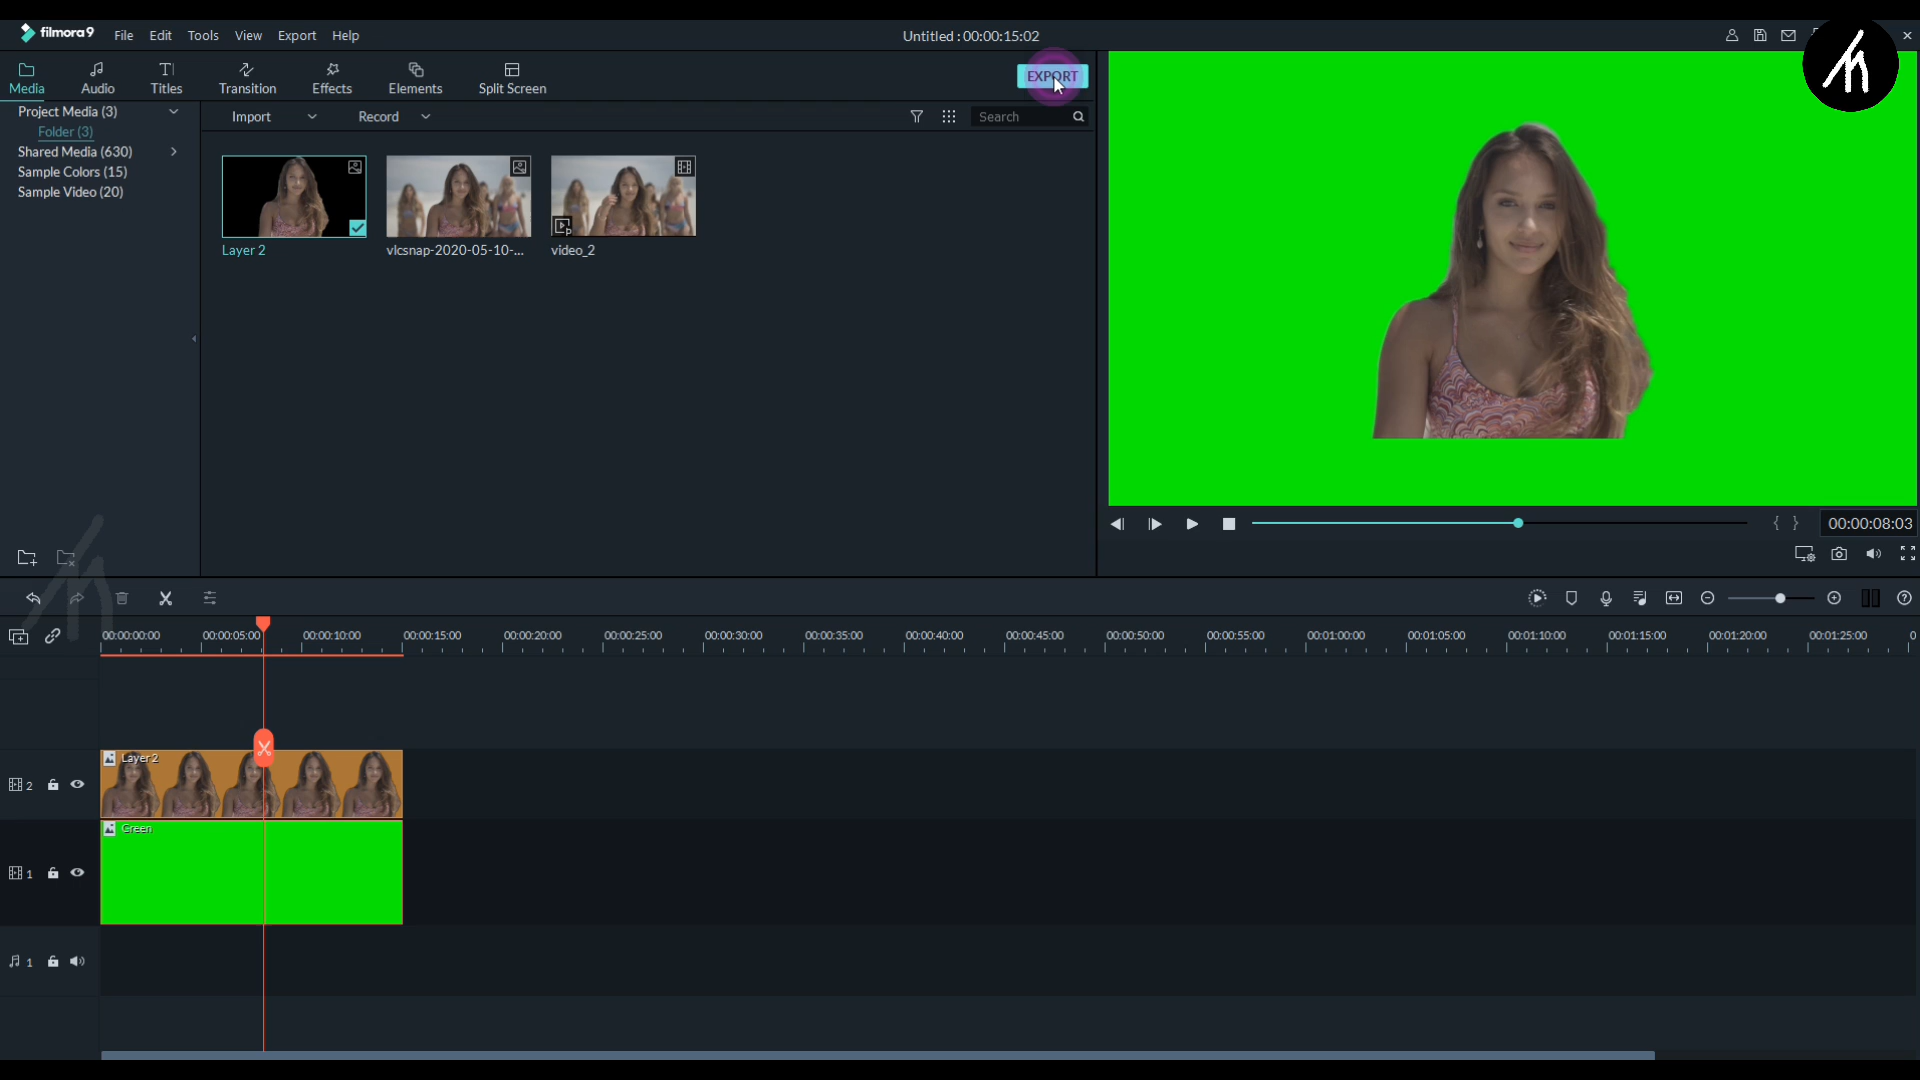 filmora9 File Edit Tools View Export Help Untitled : 00:00:15:02
Media Audio Titles Transition Effects Elements Split Screen EXPORT
Project Media (3) Import Record Search
Folder (3)
Shared Media (630)
Sample Colors (15)
Sample Video (20)
Layer 2 vlcsnap-2020-05-10-... video_2
00:00:08:03
00:00:00:00 00:00:05:00 00:00:10:00 00:00:15:00 00:00:20:00 00:00:25:00 00:00:30:00 00:00:35:00 00:00:40:00 00:00:45:00 00:00:50:00 00:00:55:00 00:01:00:00 00:01:05:00 00:01:10:00 00:01:15:00 00:01:20:00 00:01:25:00 0
2 Layer 2
Green
1
1